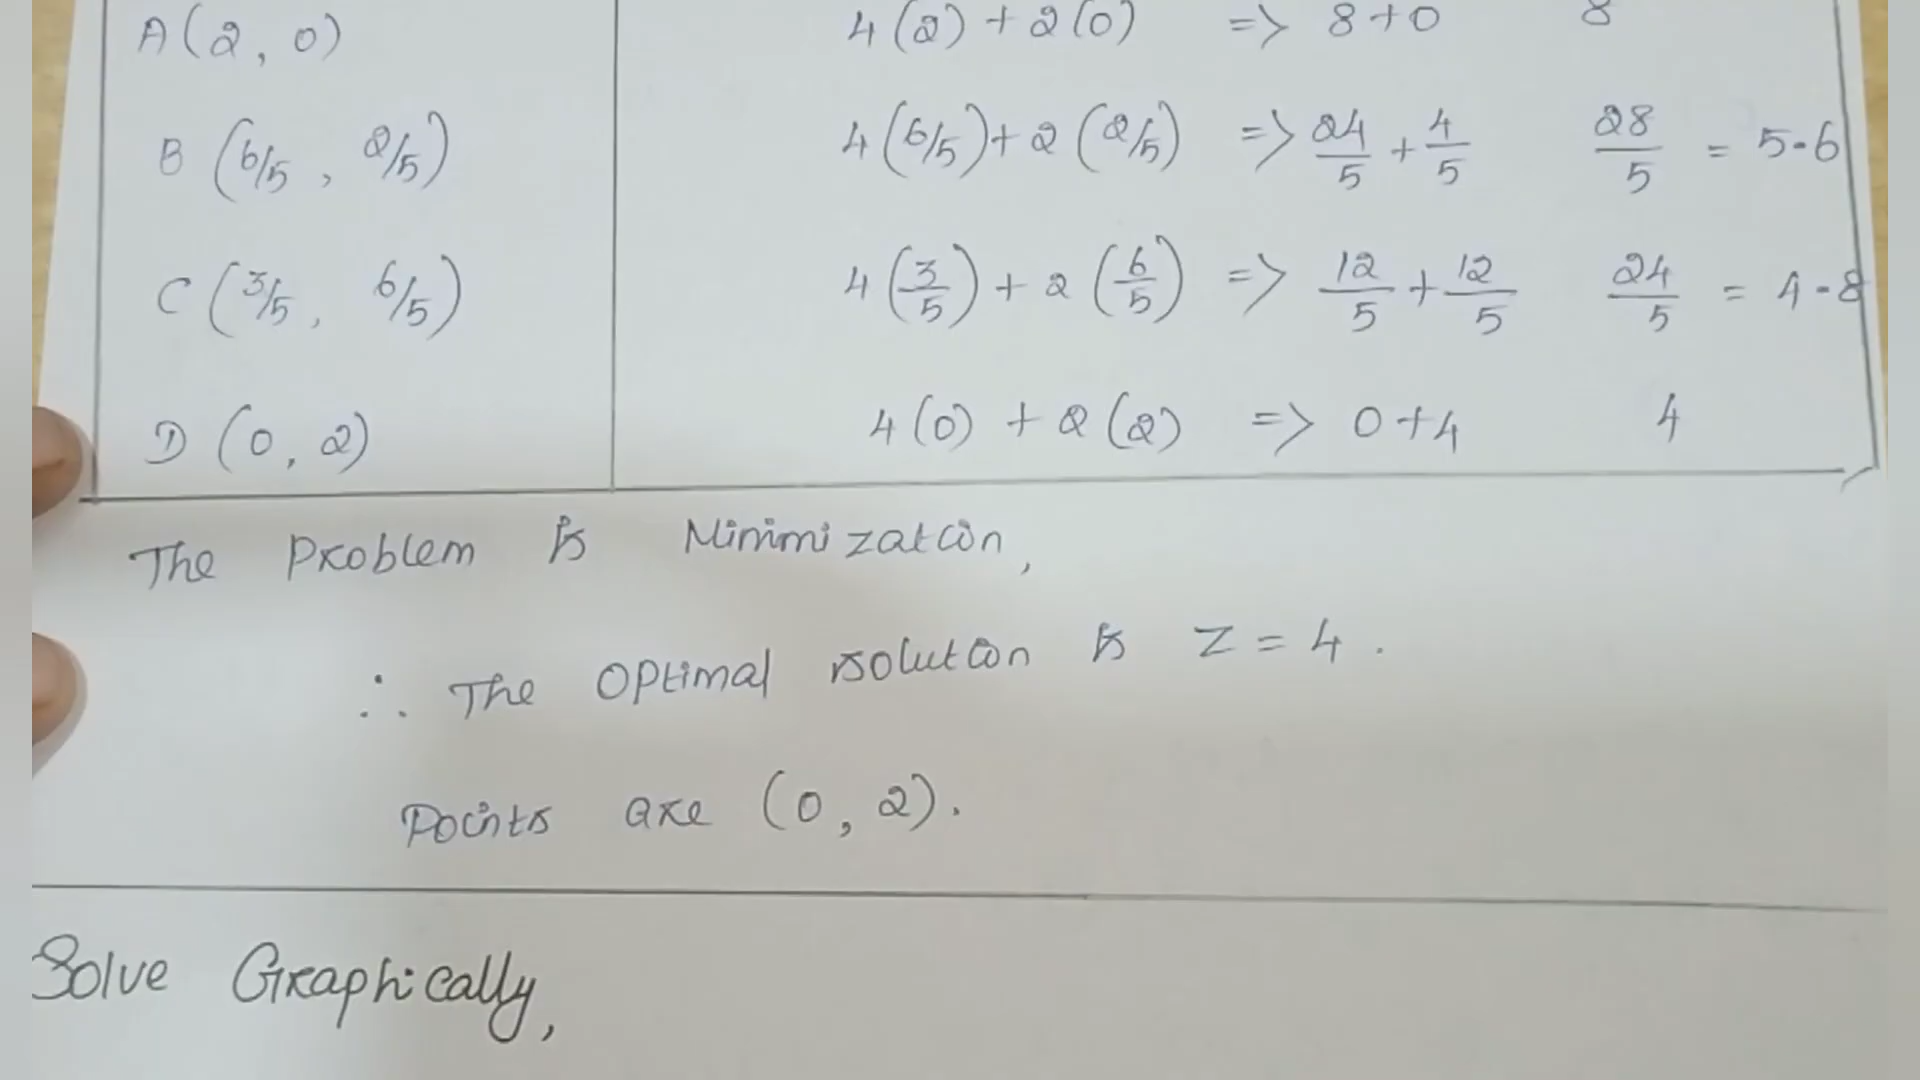 A(2, 0) 4(2) + 2(0) => 8+0 8
B (6/5, 2/5) 4(6/5) + 2(2/5) => 24/5 + 4/5 28/5 = 5.6
C (3/5, 6/5) 4(3/5) + 2(6/5) => 12/5 + 12/5 24/5 = 4.8
D (0, 2) 4(0) + 2(2) => 0+4 4
The Problem is Minimization,
∴ The Optimal solution is Z = 4.
Points are (0, 2).
Solve Graphically,